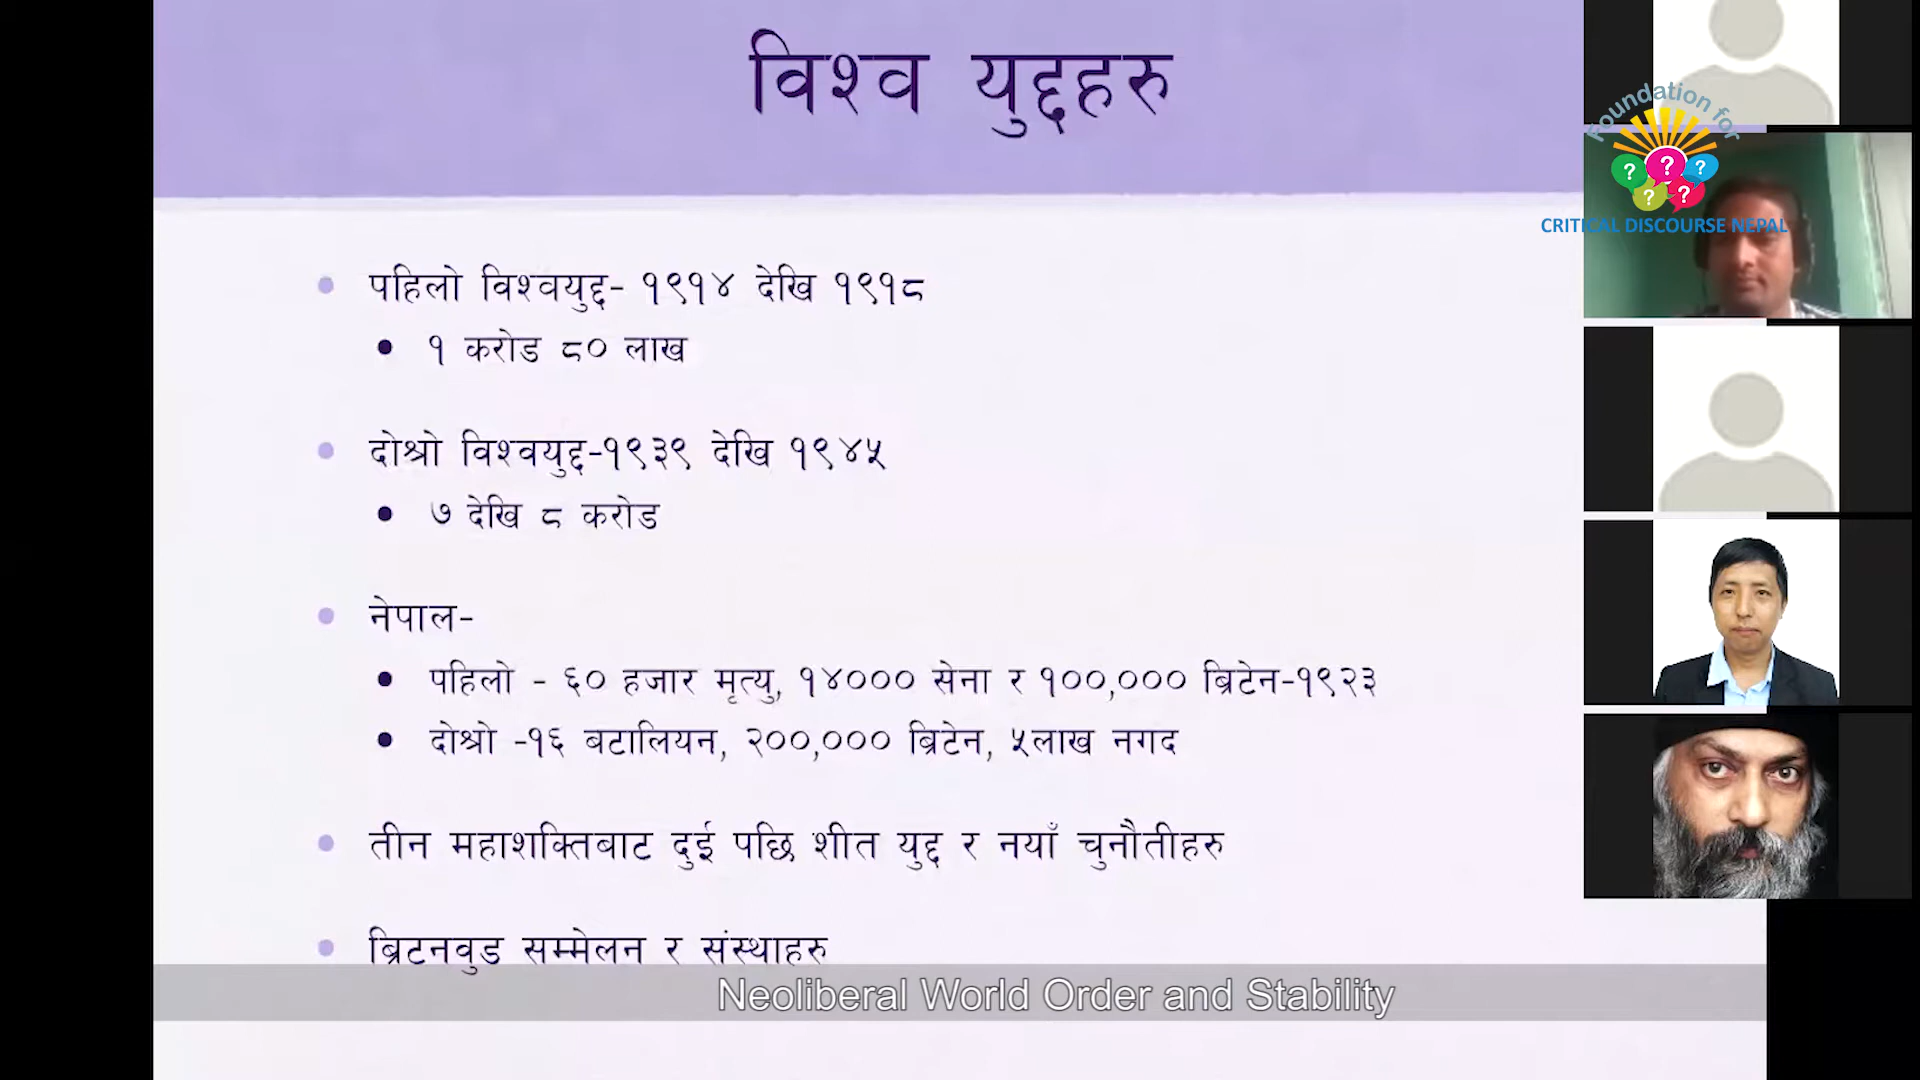 विश्व युद्दहरु
पहिलो विश्वयुद्द- १९१४ देखि १९१८
१ करोड ८० लाख
दोश्रो विश्वयुद्द-१९३९ देखि १९४५
७ देखि ८ करोड
नेपाल-
पहिलो - ६० हजार मृत्यु, १४००० सेना र १००,००० ब्रिटेन-१९२३
दोश्रो -१६ बटालियन, २००,००० ब्रिटेन, ५लाख नगद
तीन महाशक्तिबाट दुई पछि शीत युद्द र नयाँ चुनौतीहरु
ब्रिटनवुड सम्मेलन र संस्थाहरु
Neoliberal World Order and Stability
Foundation for
? ? ? ? ?
CRITICAL DISCOURSE NEPAL